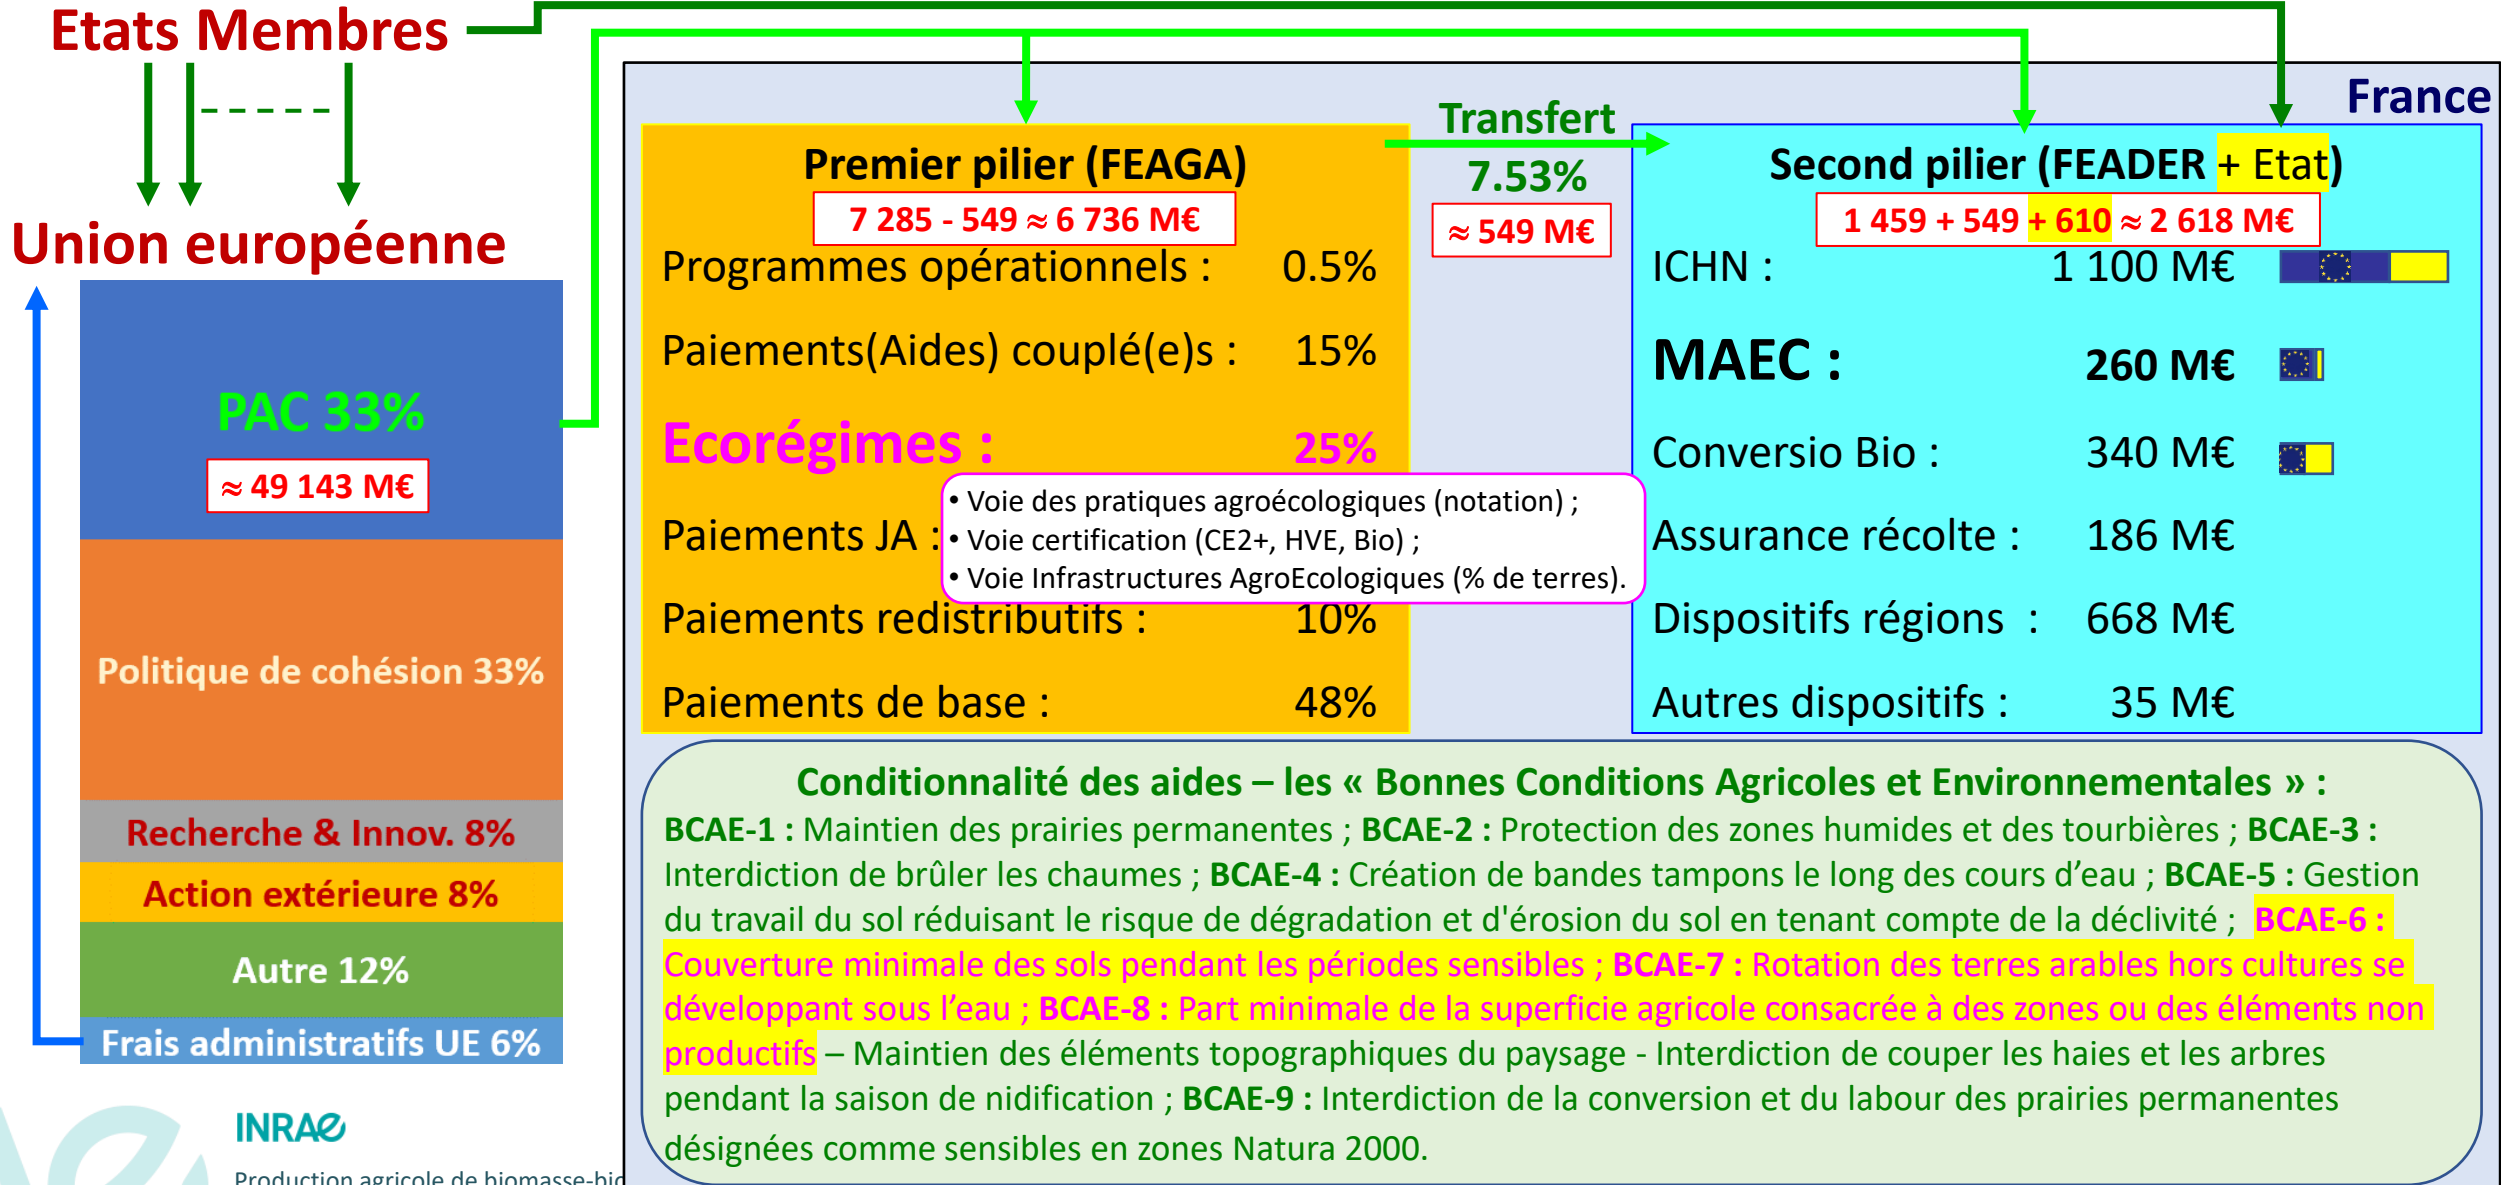 Etats Membres
Union européenne
PAC 33%
≈ 49 143 M€
Politique de cohésion 33%
Recherche & Innov. 8%
Action extérieure 8%
Autre 12%
Frais administratifs UE 6%
INRAE
Production agricole de biomasse-bio
France
Premier pilier (FEAGA)
7 285 - 549 ≈ 6 736 M€
Programmes opérationnels : 0.5%
Paiements(Aides) couplé(e)s : 15%
Ecorégimes : 25%
• Voie des pratiques agroécologiques (notation) ;
• Voie certification (CE2+, HVE, Bio) ;
• Voie Infrastructures AgroEcologiques (% de terres).
Paiements JA :
Paiements redistributifs : 10%
Paiements de base : 48%
Transfert
7.53%
≈ 549 M€
Second pilier (FEADER + Etat)
1 459 + 549 + 610 ≈ 2 618 M€
ICHN : 1 100 M€
MAEC : 260 M€
Conversio Bio : 340 M€
Assurance récolte : 186 M€
Dispositifs régions : 668 M€
Autres dispositifs : 35 M€
Conditionnalité des aides – les « Bonnes Conditions Agricoles et Environnementales » :
BCAE-1 : Maintien des prairies permanentes ; BCAE-2 : Protection des zones humides et des tourbières ; BCAE-3 :
Interdiction de brûler les chaumes ; BCAE-4 : Création de bandes tampons le long des cours d’eau ; BCAE-5 : Gestion
du travail du sol réduisant le risque de dégradation et d'érosion du sol en tenant compte de la déclivité ; BCAE-6 :
Couverture minimale des sols pendant les périodes sensibles ; BCAE-7 : Rotation des terres arables hors cultures se
développant sous l’eau ; BCAE-8 : Part minimale de la superficie agricole consacrée à des zones ou des éléments non
productifs – Maintien des éléments topographiques du paysage - Interdiction de couper les haies et les arbres
pendant la saison de nidification ; BCAE-9 : Interdiction de la conversion et du labour des prairies permanentes
désignées comme sensibles en zones Natura 2000.